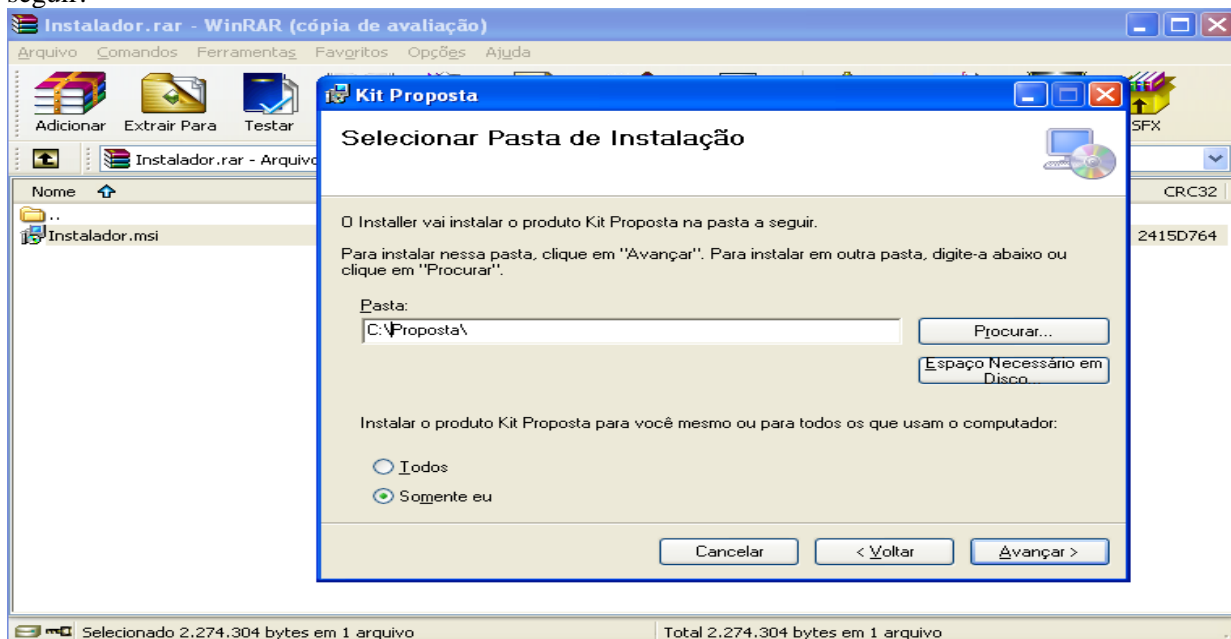 seguir:
Instalador.rar - WinRAR (cópia de avaliação)
Arquivo Comandos Ferramentas Favoritos Opções Ajuda
Adicionar Extrair Para Testar SFX
Instalador.rar - Arquivo
Nome CRC32
..
Instalador.msi 2415D764
Kit Proposta
Selecionar Pasta de Instalação
O Installer vai instalar o produto Kit Proposta na pasta a seguir.
Para instalar nessa pasta, clique em "Avançar". Para instalar em outra pasta, digite-a abaixo ou
clique em "Procurar".
Pasta:
C:\Proposta\
Procurar...
Espaço Necessário em
Disco...
Instalar o produto Kit Proposta para você mesmo ou para todos os que usam o computador:
Todos
Somente eu
Cancelar < Voltar Avançar >
Selecionado 2.274.304 bytes em 1 arquivo Total 2.274.304 bytes em 1 arquivo